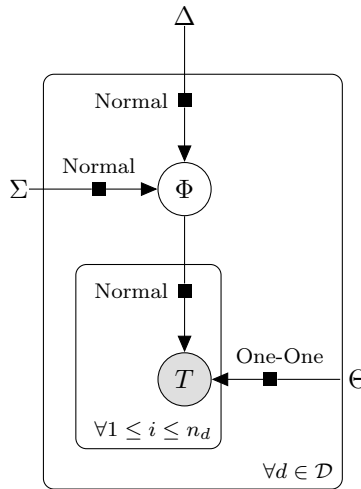 Δ
Normal
Normal
Σ
Φ
Normal
One-One
T
Θ
∀1 ≤ i ≤ n_d
∀d ∈ 𝒟